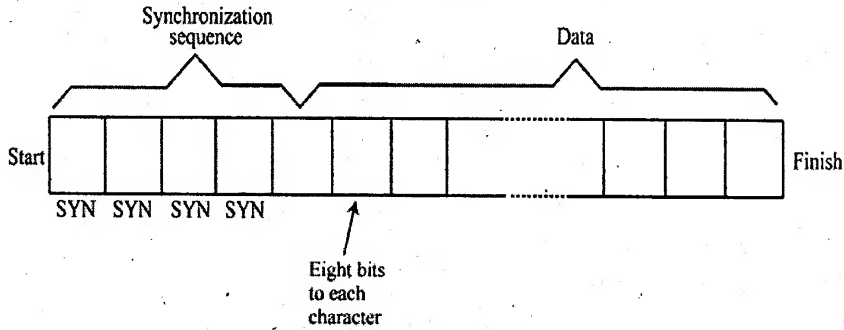 Synchronization
sequence
Data
Start
Finish
SYN SYN SYN SYN
Eight bits
to each
character